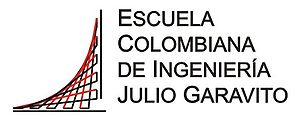 ESCUELA
COLOMBIANA
DE INGENIERÍA
JULIO GARAVITO